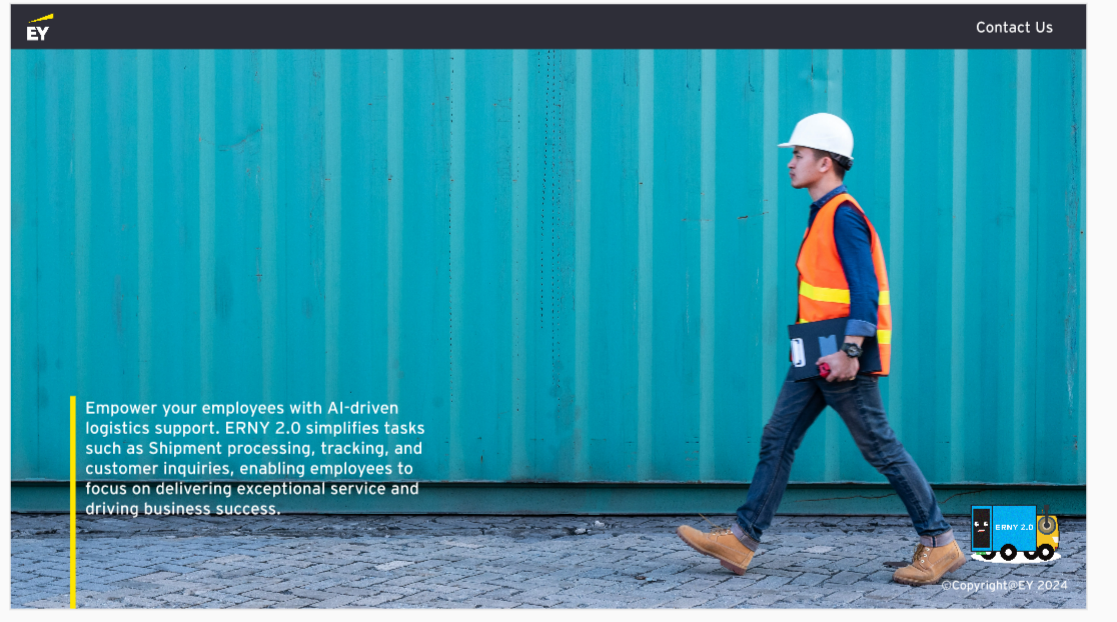 EY
Contact Us
Empower your employees with AI-driven
logistics support. ERNY 2.0 simplifies tasks
such as Shipment processing, tracking, and
customer inquiries, enabling employees to
focus on delivering exceptional service and
driving business success.
ERNY 2.0
©Copyright@EY 2024